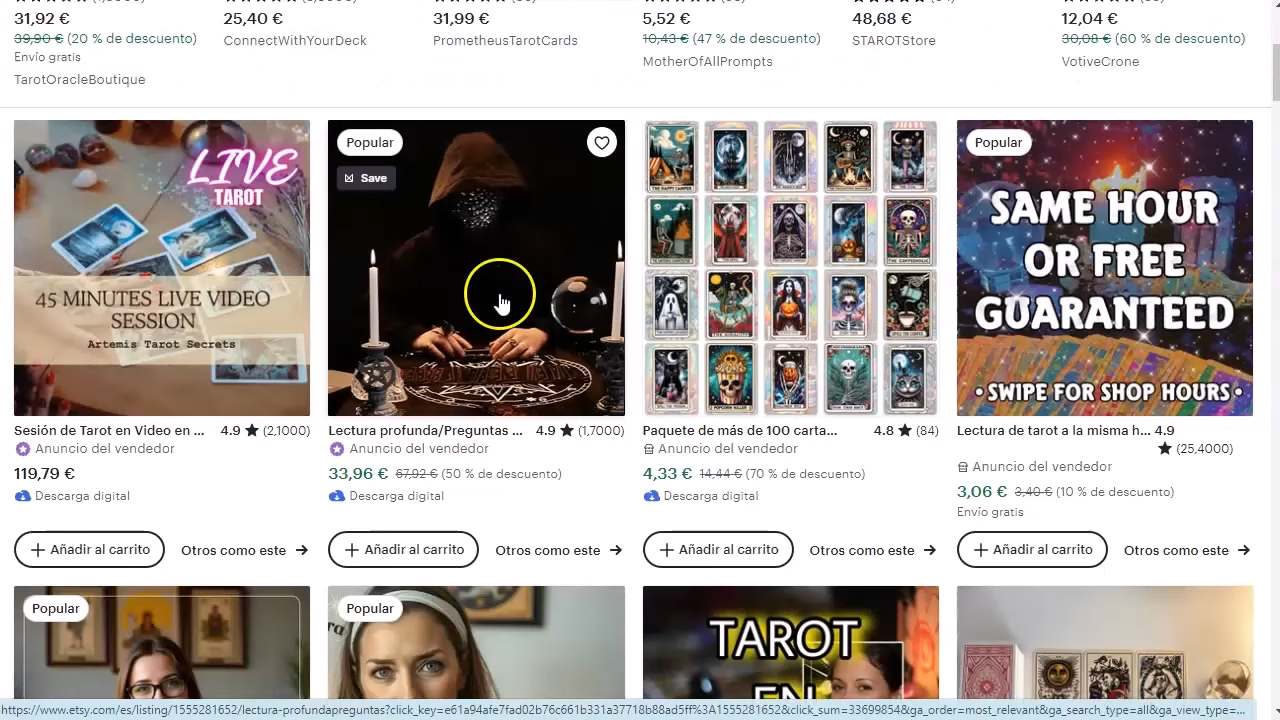 31,92 €
25,40 €
31,99 €
5,52 €
48,68 €
12,04 €
39,90 € (20 % de descuento)
ConnectWithYourDeck
PrometheusTarotCards
10,43 € (47 % de descuento)
STAROTStore
30,08 € (60 % de descuento)
Envío gratis
MotherOfAllPrompts
VotiveCrone
TarotOracleBoutique
LIVE
TAROT
45 MINUTES LIVE VIDEO
SESSION
Artemis Tarot Secrets
Popular
Save
THE HAPPY CAMPER
Popular
SAME HOUR
OR FREE
GUARANTEED
•SWIPE FOR SHOP HOURS•
Sesión de Tarot en Video en ...
4.9 ★ (2,1000)
Anuncio del vendedor
119,79 €
Descarga digital
Lectura profunda/Preguntas ...
4.9 ★ (1,7000)
Anuncio del vendedor
33,96 € 67,92 € (50 % de descuento)
Descarga digital
Paquete de más de 100 carta...
4.8 ★ (84)
Anuncio del vendedor
4,33 € 14,44 € (70 % de descuento)
Descarga digital
Lectura de tarot a la misma h... 4.9
★ (25,4000)
Anuncio del vendedor
3,06 € 3,40 € (10 % de descuento)
Envío gratis
+ Añadir al carrito
Otros como este →
+ Añadir al carrito
Otros como este →
+ Añadir al carrito
Otros como este →
+ Añadir al carrito
Otros como este →
Popular
Popular
TAROT
EN
https://www.etsy.com/es/listing/1555281652/lectura-profundapreguntas?click_key=e61a94afe7fad02b76c661b331a37718b88ad5ff%3A1555281652&click_sum=33699854&ga_order=most_relevant&ga_search_type=all&ga_view_type=...